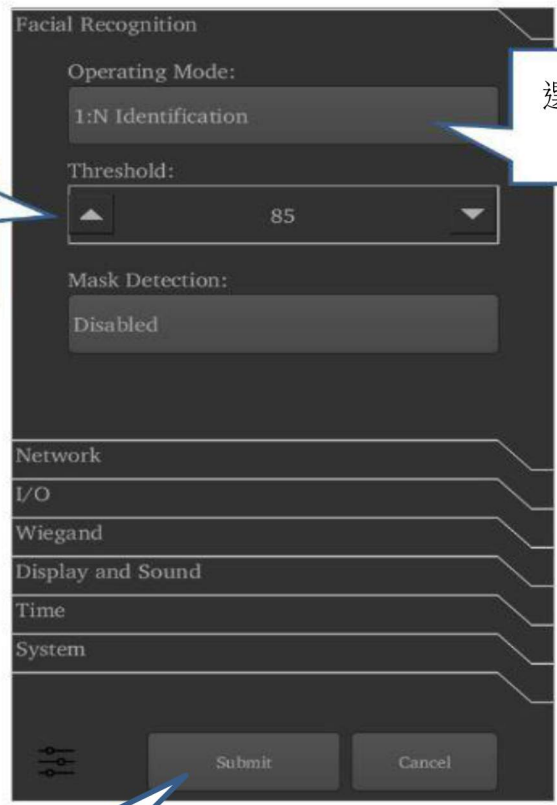 Facial Recognition
Operating Mode:
1:N Identification
Threshold:
85
Mask Detection:
Disabled
Network
I/O
Wiegand
Display and Sound
Time
System
Submit
Cancel